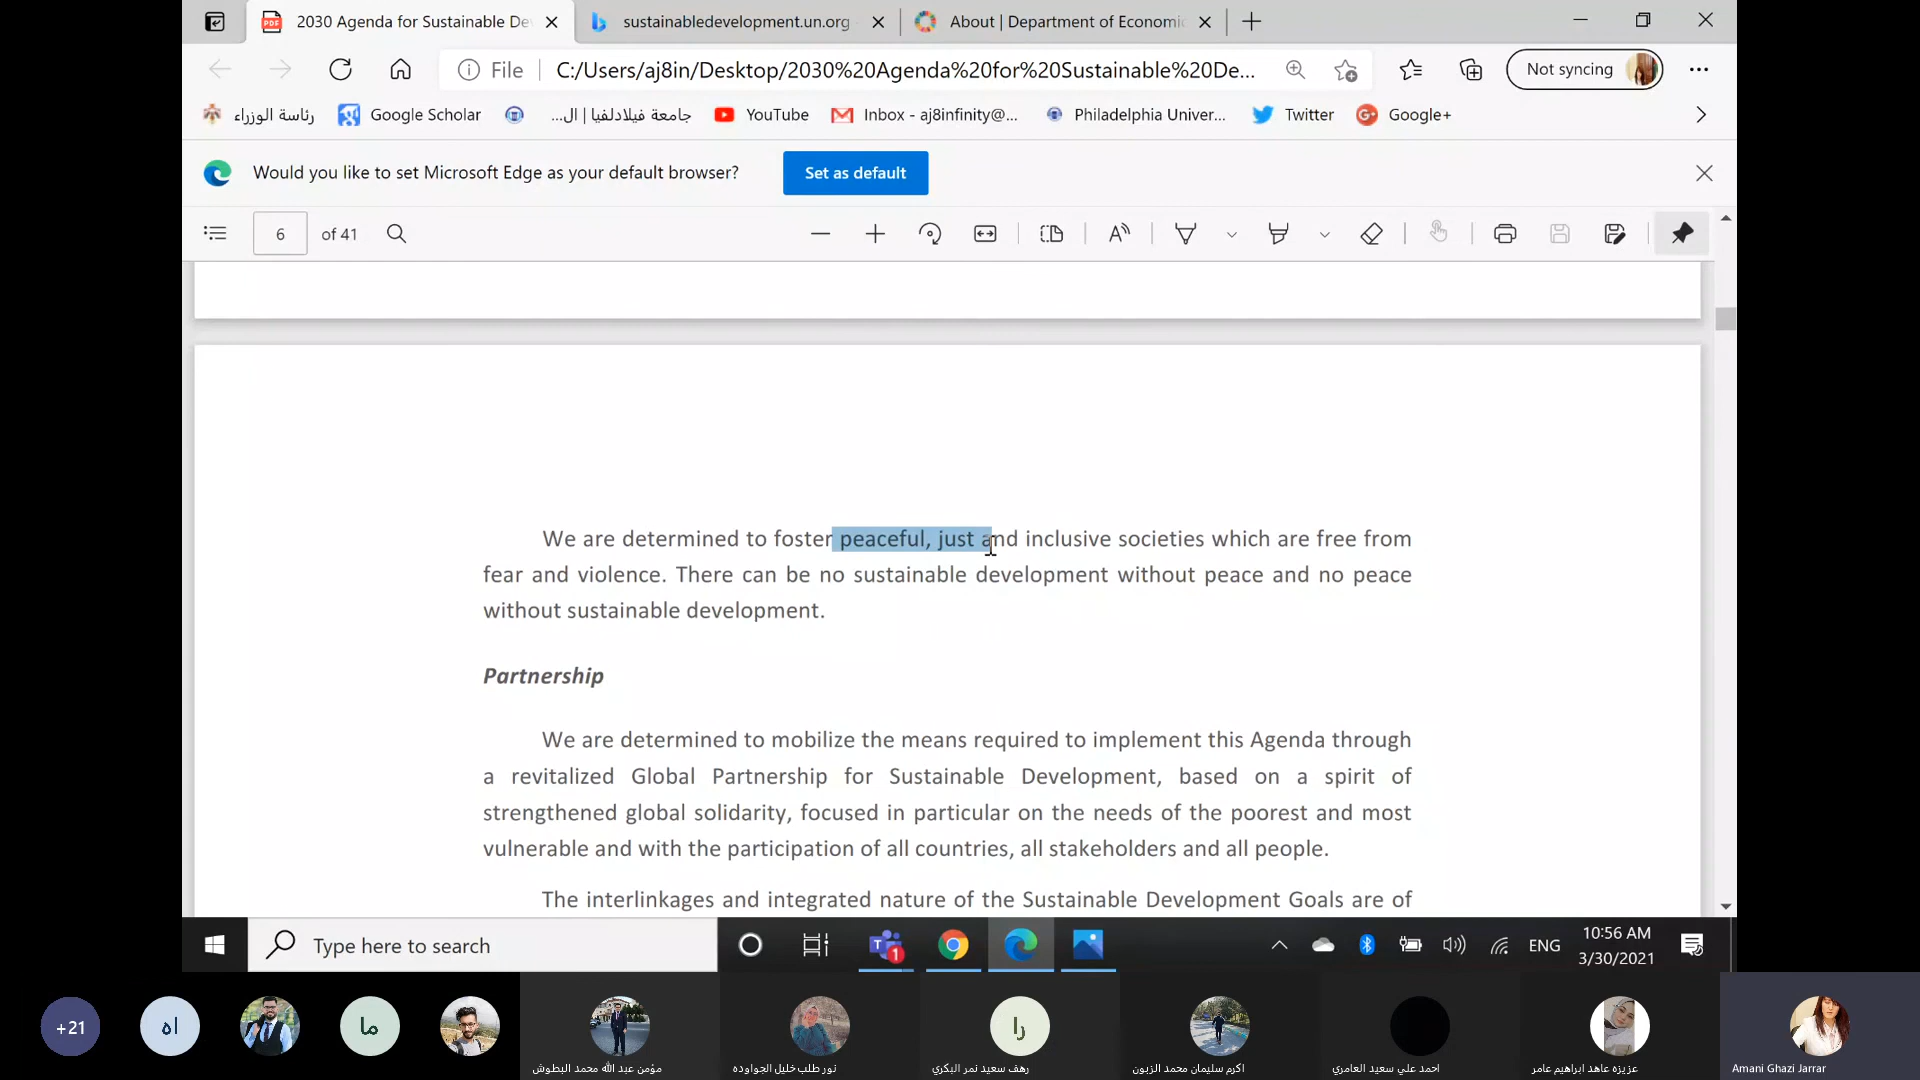 2030 Agenda for Sustainable De
sustainabledevelopment.un.org
About | Department of Economic
File
C:/Users/aj8in/Desktop/2030%20Agenda%20for%20Sustainable%20De...
Not syncing
رئاسة الوزراء
Google Scholar
جامعة فيلادلفيا | ال...
YouTube
Inbox - aj8infinity@...
Philadelphia Univer...
Twitter
Google+
Would you like to set Microsoft Edge as your default browser?
Set as default
6
of 41
We are determined to foster peaceful, just and inclusive societies which are free from
fear and violence. There can be no sustainable development without peace and no peace
without sustainable development.
Partnership
We are determined to mobilize the means required to implement this Agenda through
a revitalized Global Partnership for Sustainable Development, based on a spirit of
strengthened global solidarity, focused in particular on the needs of the poorest and most
vulnerable and with the participation of all countries, all stakeholders and all people.
The interlinkages and integrated nature of the Sustainable Development Goals are of
Type here to search
1
ENG
10:56 AM
3/30/2021
+21
اه
ما
را
مؤمن عبد الله محمد البطوش
نور طلب خليل الجواوده
رهف سعيد نمر البكري
اكرم سليمان محمد الزبون
احمد علي سعيد العامري
عزيزه عاهد ابراهيم عامر
Amani Ghazi Jarrar